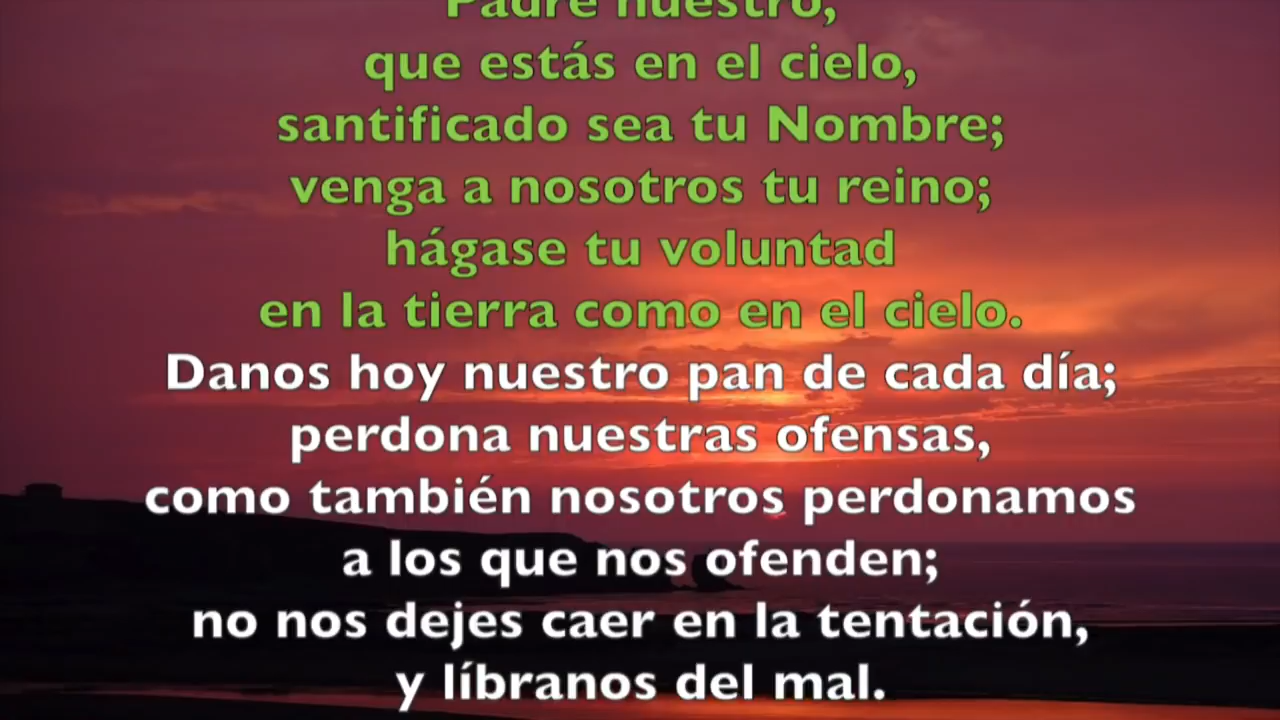 Padre nuestro,
que estás en el cielo,
santificado sea tu Nombre;
venga a nosotros tu reino;
hágase tu voluntad
en la tierra como en el cielo.
Danos hoy nuestro pan de cada día;
perdona nuestras ofensas,
como también nosotros perdonamos
a los que nos ofenden;
no nos dejes caer en la tentación,
y líbranos del mal.